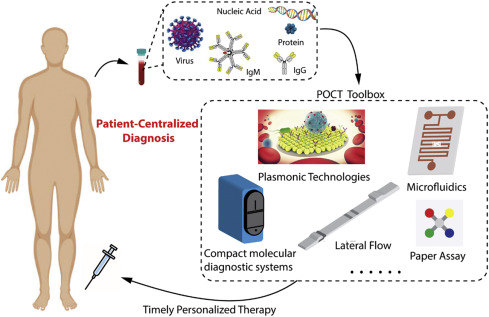 Nucleic Acid
Protein
Virus
IgM
IgG
Patient-Centralized
Diagnosis
POCT Toolbox
Plasmonic Technologies
Microfluidics
Compact molecular
diagnostic systems
Lateral Flow
Paper Assay
......
Timely Personalized Therapy